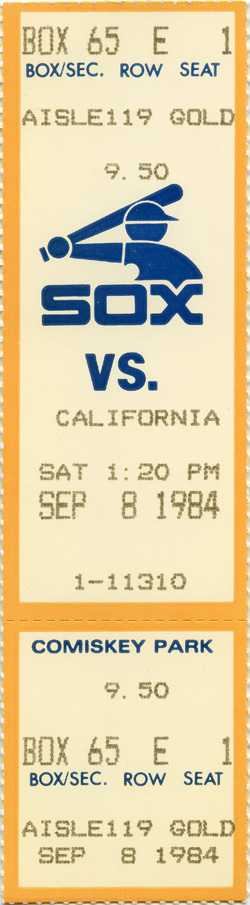 BOX 65 E 1
BOX/SEC. ROW SEAT
AISLE119 GOLD
9.50
SOX
VS.
CALIFORNIA
SAT 1:20 PM
SEP 8 1984
1-11310
COMISKEY PARK
9.50
BOX 65 E 1
BOX/SEC. ROW SEAT
AISLE119 GOLD
SEP 8 1984